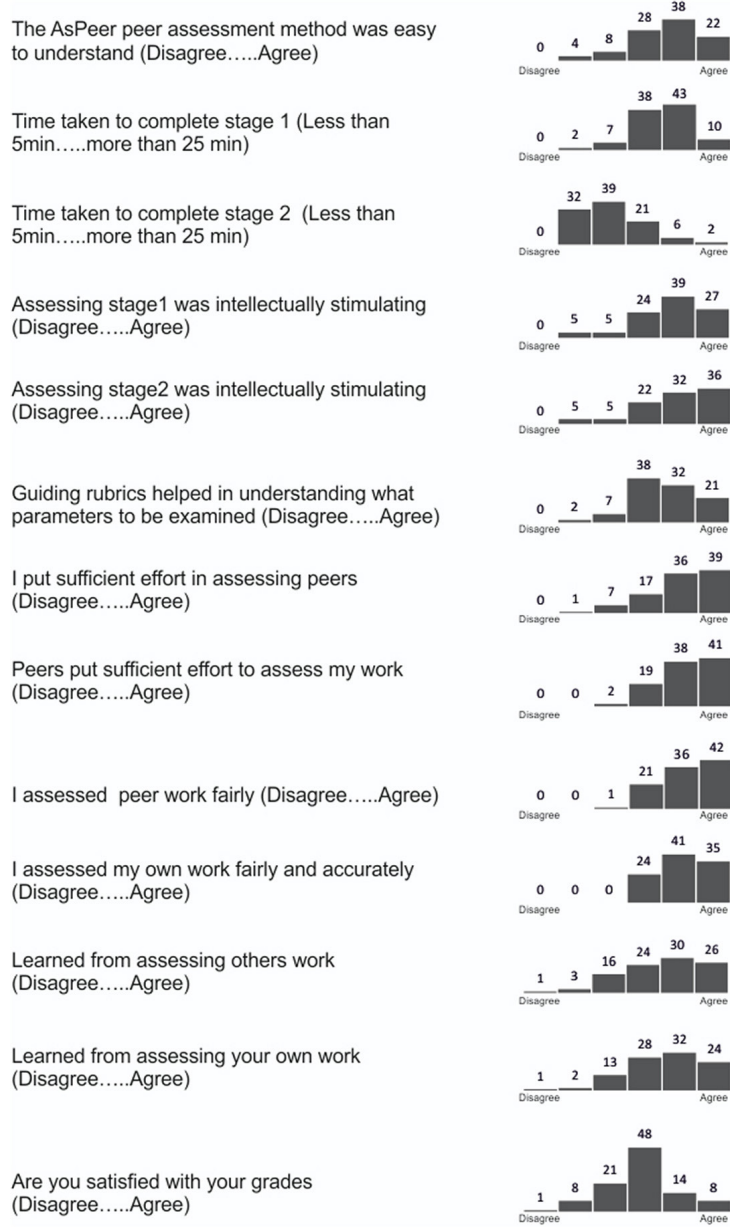 The AsPeer peer assessment method was easy
to understand (Disagree…..Agree)
0 4 8 28 38 22
Disagree Agree
Time taken to complete stage 1 (Less than
5min…..more than 25 min)
0 2 7 38 43 10
Disagree Agree
Time taken to complete stage 2 (Less than
5min…..more than 25 min)
0 32 39 21 6 2
Disagree Agree
Assessing stage1 was intellectually stimulating
(Disagree…..Agree)
0 5 5 24 39 27
Disagree Agree
Assessing stage2 was intellectually stimulating
(Disagree…..Agree)
0 5 5 22 32 36
Disagree Agree
Guiding rubrics helped in understanding what
parameters to be examined (Disagree…..Agree)
0 2 7 38 32 21
Disagree Agree
I put sufficient effort in assessing peers
(Disagree…..Agree)
0 1 7 17 36 39
Disagree Agree
Peers put sufficient effort to assess my work
(Disagree…..Agree)
0 0 2 19 38 41
Disagree Agree
I assessed peer work fairly (Disagree…..Agree)
0 0 1 21 36 42
Disagree Agree
I assessed my own work fairly and accurately
(Disagree…..Agree)
0 0 0 24 41 35
Disagree Agree
Learned from assessing others work
(Disagree…..Agree)
1 3 16 24 30 26
Disagree Agree
Learned from assessing your own work
(Disagree…..Agree)
1 2 13 28 32 24
Disagree Agree
Are you satisfied with your grades
(Disagree…..Agree)
1 8 21 48 14 8
Disagree Agree